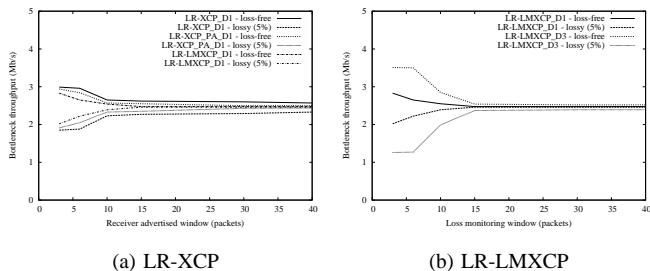 LR-XCP_D1 - loss-free
LR-XCP_D1 - lossy (5%)
LR-XCP_PA_D1 - loss-free
LR-XCP_PA_D1 - lossy (5%)
LR-LMXCP_D1 - loss-free
LR-LMXCP_D1 - lossy (5%)
5
4
3
2
1
0
Bottleneck throughput (Mb/s)
0 5 10 15 20 25 30 35 40
Receiver advertised window (packets)
(a) LR-XCP
LR-LMXCP_D1 - loss-free
LR-LMXCP_D1 - lossy (5%)
LR-LMXCP_D3 - loss-free
LR-LMXCP_D3 - lossy (5%)
5
4
3
2
1
0
Bottleneck throughput (Mb/s)
0 5 10 15 20 25 30 35 40
Loss monitoring window (packets)
(b) LR-LMXCP